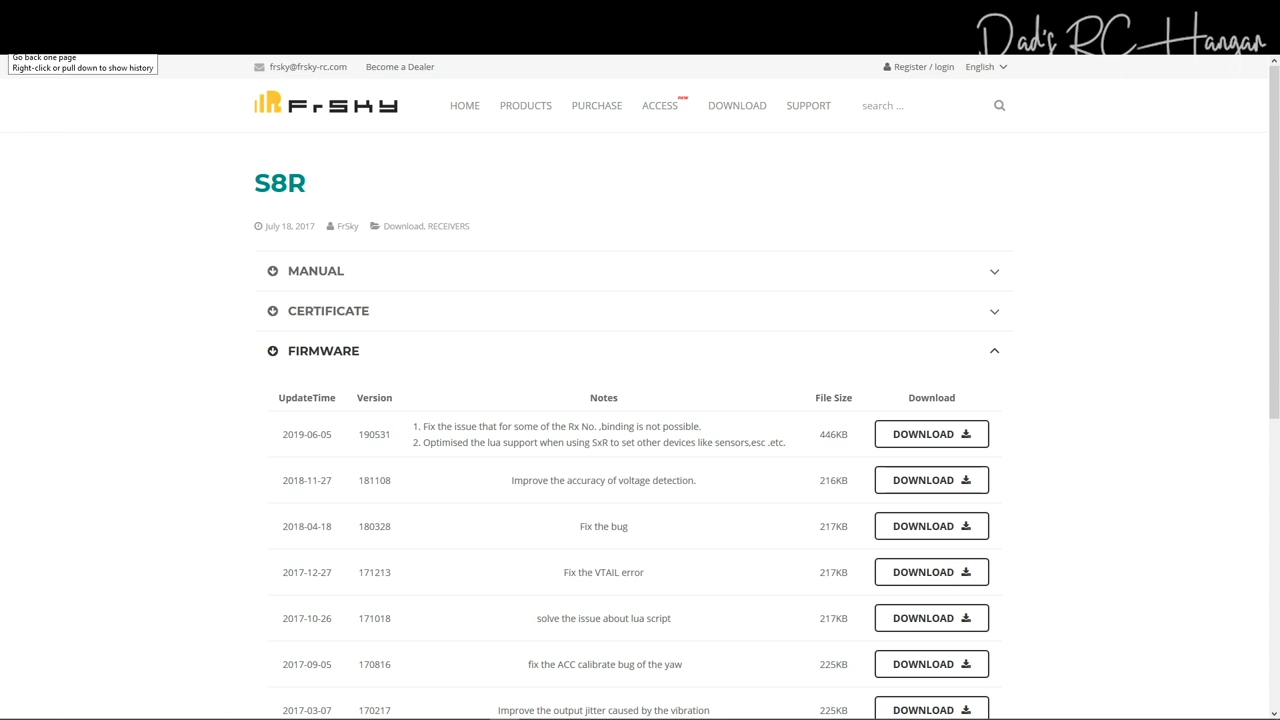 Dad's RC Hangan
Go back one page
Right-click or pull down to show history
frsky@frsky-rc.com Become a Dealer Register / login English
FrSKY HOME PRODUCTS PURCHASE ACCESS new DOWNLOAD SUPPORT search ...
S8R
July 18, 2017 FrSky Download, RECEIVERS
MANUAL
CERTIFICATE
FIRMWARE
UpdateTime Version Notes File Size Download
1. Fix the issue that for some of the Rx No. ,binding is not possible.
2019-06-05 190531 446KB DOWNLOAD
2. Optimised the lua support when using SxR to set other devices like sensors,esc .etc.
2018-11-27 181108 Improve the accuracy of voltage detection. 216KB DOWNLOAD
2018-04-18 180328 Fix the bug 217KB DOWNLOAD
2017-12-27 171213 Fix the VTAIL error 217KB DOWNLOAD
2017-10-26 171018 solve the issue about lua script 217KB DOWNLOAD
2017-09-05 170816 fix the ACC calibrate bug of the yaw 225KB DOWNLOAD
2017-03-07 170217 Improve the output jitter caused by the vibration 225KB DOWNLOAD